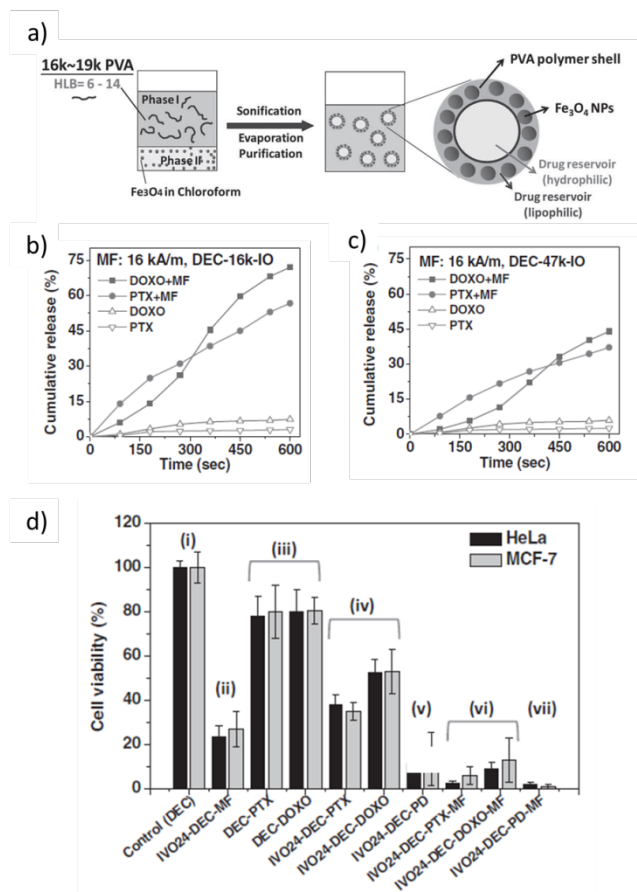 a)
16k~19k PVA
HLB= 6 - 14
Phase I
Phase II
Fe3O4 in Chloroform
Sonification
Evaporation
Purification
PVA polymer shell
Fe₃O₄ NPs
Drug reservoir
(hydrophilic)
Drug reservoir
(lipophilic)
b)
MF: 16 kA/m, DEC-16k-IO
DOXO+MF
PTX+MF
DOXO
PTX
Cumulative release (%)
75
60
45
30
15
0
0 150 300 450 600
Time (sec)
c)
MF: 16 kA/m, DEC-47k-IO
DOXO+MF
PTX+MF
DOXO
PTX
Cumulative release (%)
75
60
45
30
15
0
0 150 300 450 600
Time (sec)
d)
HeLa
MCF-7
Cell viability (%)
120
100
80
60
40
20
0
(i)
(ii)
(iii)
(iv)
(v)
(vi)
(vii)
Control (DEC)
IVO24-DEC-MF
DEC-PTX
DEC-DOXO
IVO24-DEC-PTX
IVO24-DEC-DOXO
IVO24-DEC-PD
IVO24-DEC-PTX-MF
IVO24-DEC-DOXO-MF
IVO24-DEC-PD-MF